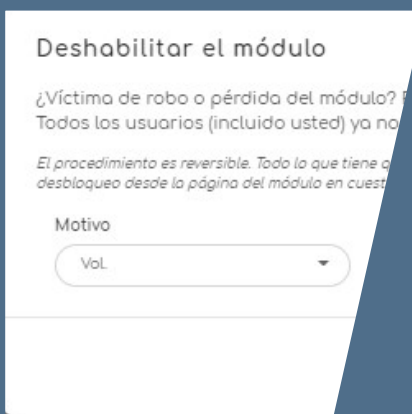 Deshabilitar el módulo
¿Víctima de robo o pérdida del módulo?
Todos los usuarios (incluido usted) ya no
El procedimiento es reversible. Todo lo que tiene
desbloqueo desde la página del módulo en
Motivo
Vol.